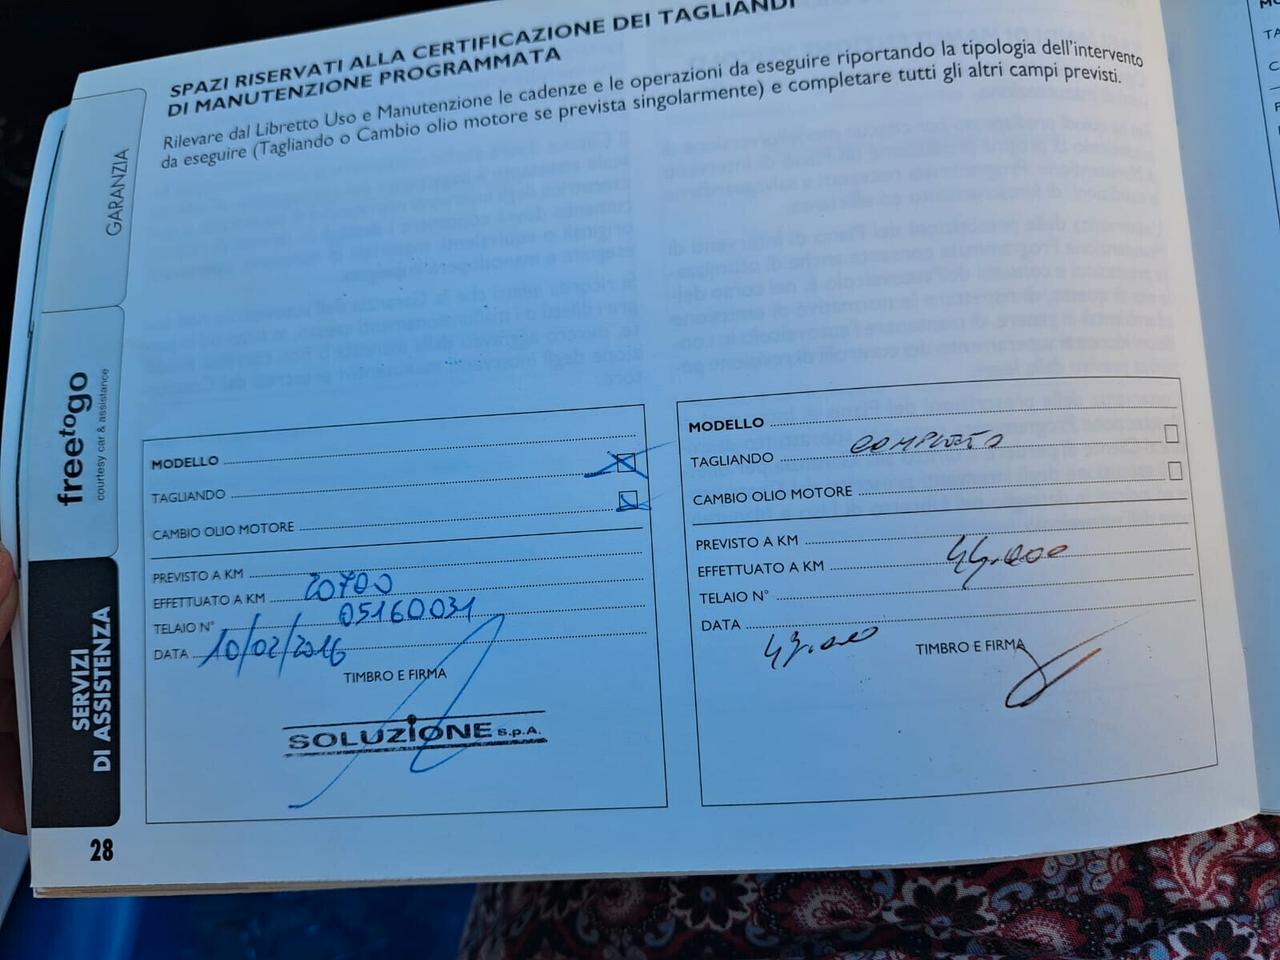 SPAZI RISERVATI ALLA CERTIFICAZIONE DEI TAGLIANDI
DI MANUTENZIONE PROGRAMMATA
Rilevare dal Libretto Uso e Manutenzione le cadenze e le operazioni da eseguire riportando la tipologia dell'intervento
da eseguire (Tagliando o Cambio olio motore se prevista singolarmente) e completare tutti gli altri campi previsti.
GARANZIA
freetogo
courtesy car & assistance
SERVIZI
DI ASSISTENZA
MODELLO
TAGLIANDO
CAMBIO OLIO MOTORE
PREVISTO A KM
EFFETTUATO A KM 20700
TELAIO N° 05160031
DATA 10/02/2016
TIMBRO E FIRMA
SOLUZIONE S.P.A.
MODELLO
TAGLIANDO COMPLETO
CAMBIO OLIO MOTORE
PREVISTO A KM
EFFETTUATO A KM 44.000
TELAIO N°
DATA
TIMBRO E FIRMA
28